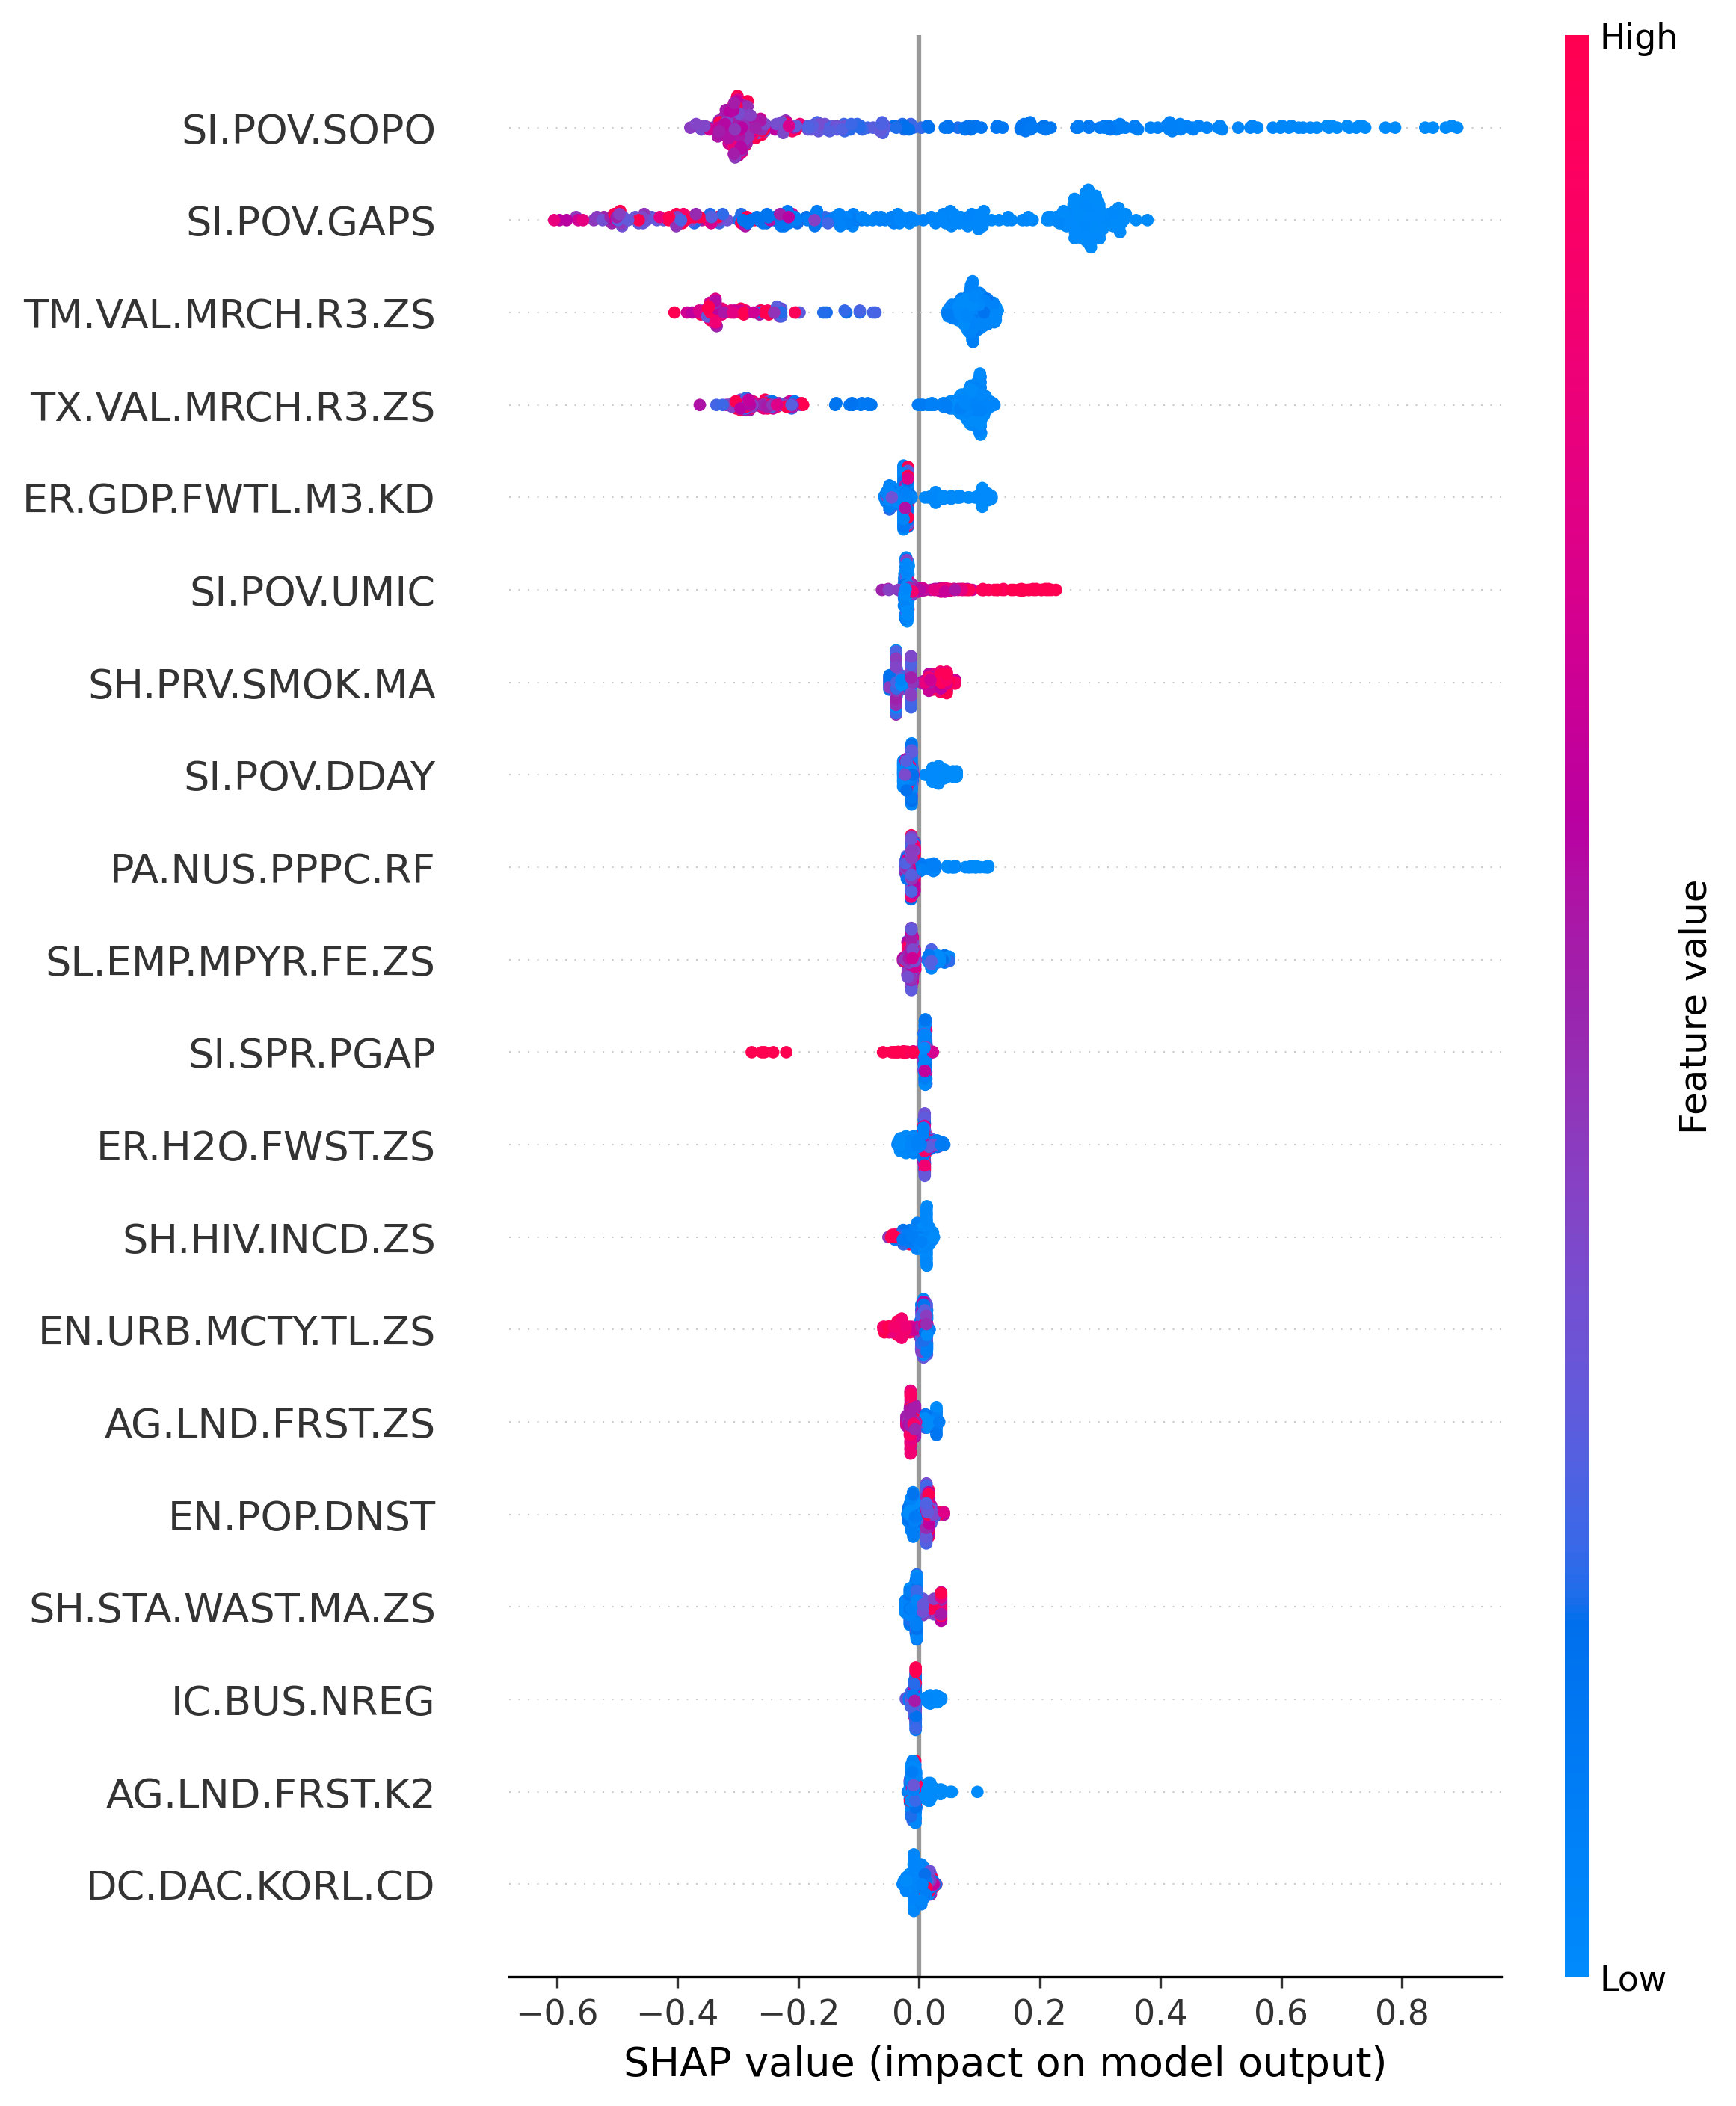 High
SI.POV.SOPO
SI.POV.GAPS
TM.VAL.MRCH.R3.ZS
TX.VAL.MRCH.R3.ZS
ER.GDP.FWTL.M3.KD
SI.POV.UMIC
SH.PRV.SMOK.MA
SI.POV.DDAY
PA.NUS.PPPC.RF
SL.EMP.MPYR.FE.ZS
SI.SPR.PGAP
ER.H2O.FWST.ZS
SH.HIV.INCD.ZS
EN.URB.MCTY.TL.ZS
AG.LND.FRST.ZS
EN.POP.DNST
SH.STA.WAST.MA.ZS
IC.BUS.NREG
AG.LND.FRST.K2
DC.DAC.KORL.CD
Feature value
Low
−0.6 −0.4 −0.2 0.0 0.2 0.4 0.6 0.8
SHAP value (impact on model output)